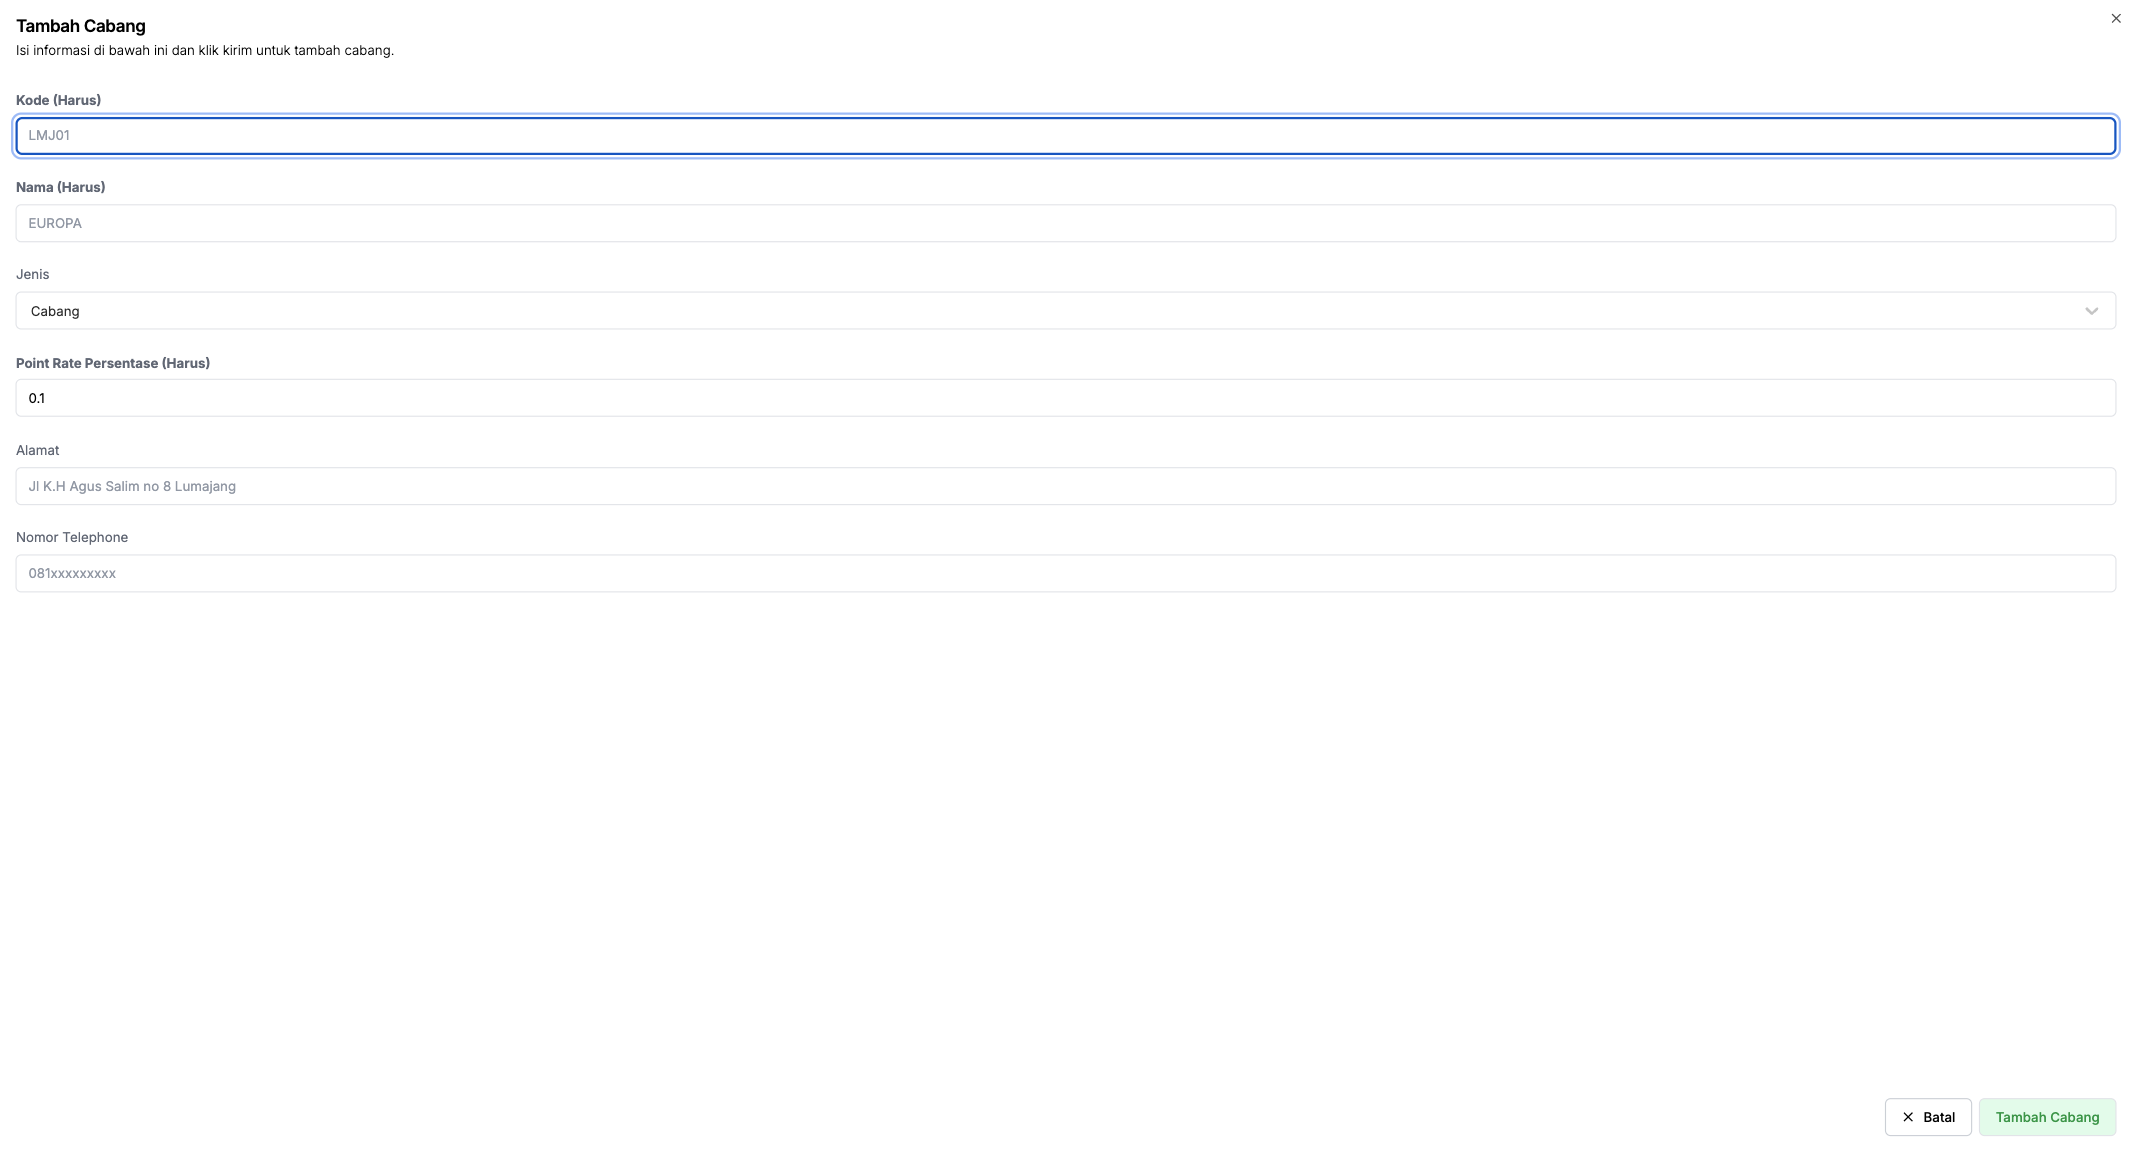 Tambah Cabang
Isi informasi di bawah ini dan klik kirim untuk tambah cabang.
Kode (Harus)
LMJ01
Nama (Harus)
EUROPA
Jenis
Cabang
Point Rate Persentase (Harus)
0.1
Alamat
Jl K.H Agus Salim no 8 Lumajang
Nomor Telephone
081xxxxxxxxx
Batal
Tambah Cabang